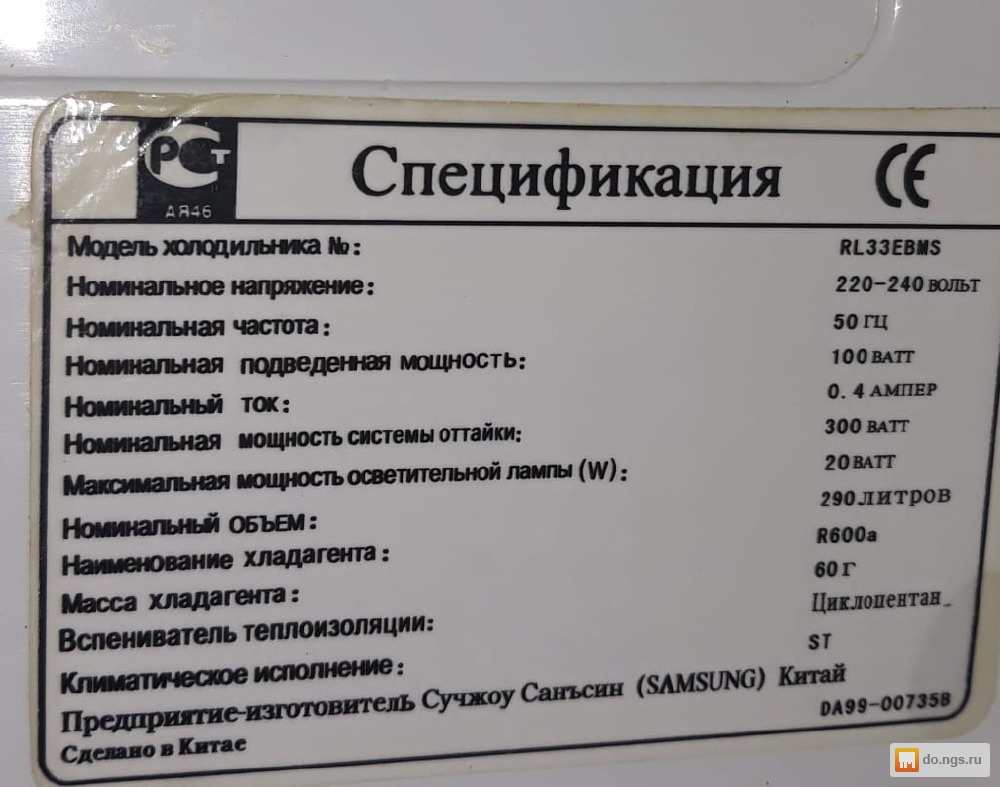 РСТ
АЯ46
Спецификация
CE
Модель холодильника №: RL33EBMS
Номинальное напряжение: 220-240 ВОЛЬТ
Номинальная частота: 50 ГЦ
Номинальная подведенная мощность: 100 ВАТТ
Номинальный ток: 0.4 АМПЕР
Номинальная мощность системы оттайки: 300 ВАТТ
Максимальная мощность осветительной лампы (W): 20 ВАТТ
Номинальный ОБЪЕМ: 290 ЛИТРОВ
Наименование хладагента: R600a
Масса хладагента: 60 Г
Вспениватель теплоизоляции: Циклопентан
Климатическое исполнение: ST
Предприятие-изготовитель Сучжоу Санъсин (SAMSUNG) Китай
Сделано в Китае DA99-00735B
do.ngs.ru